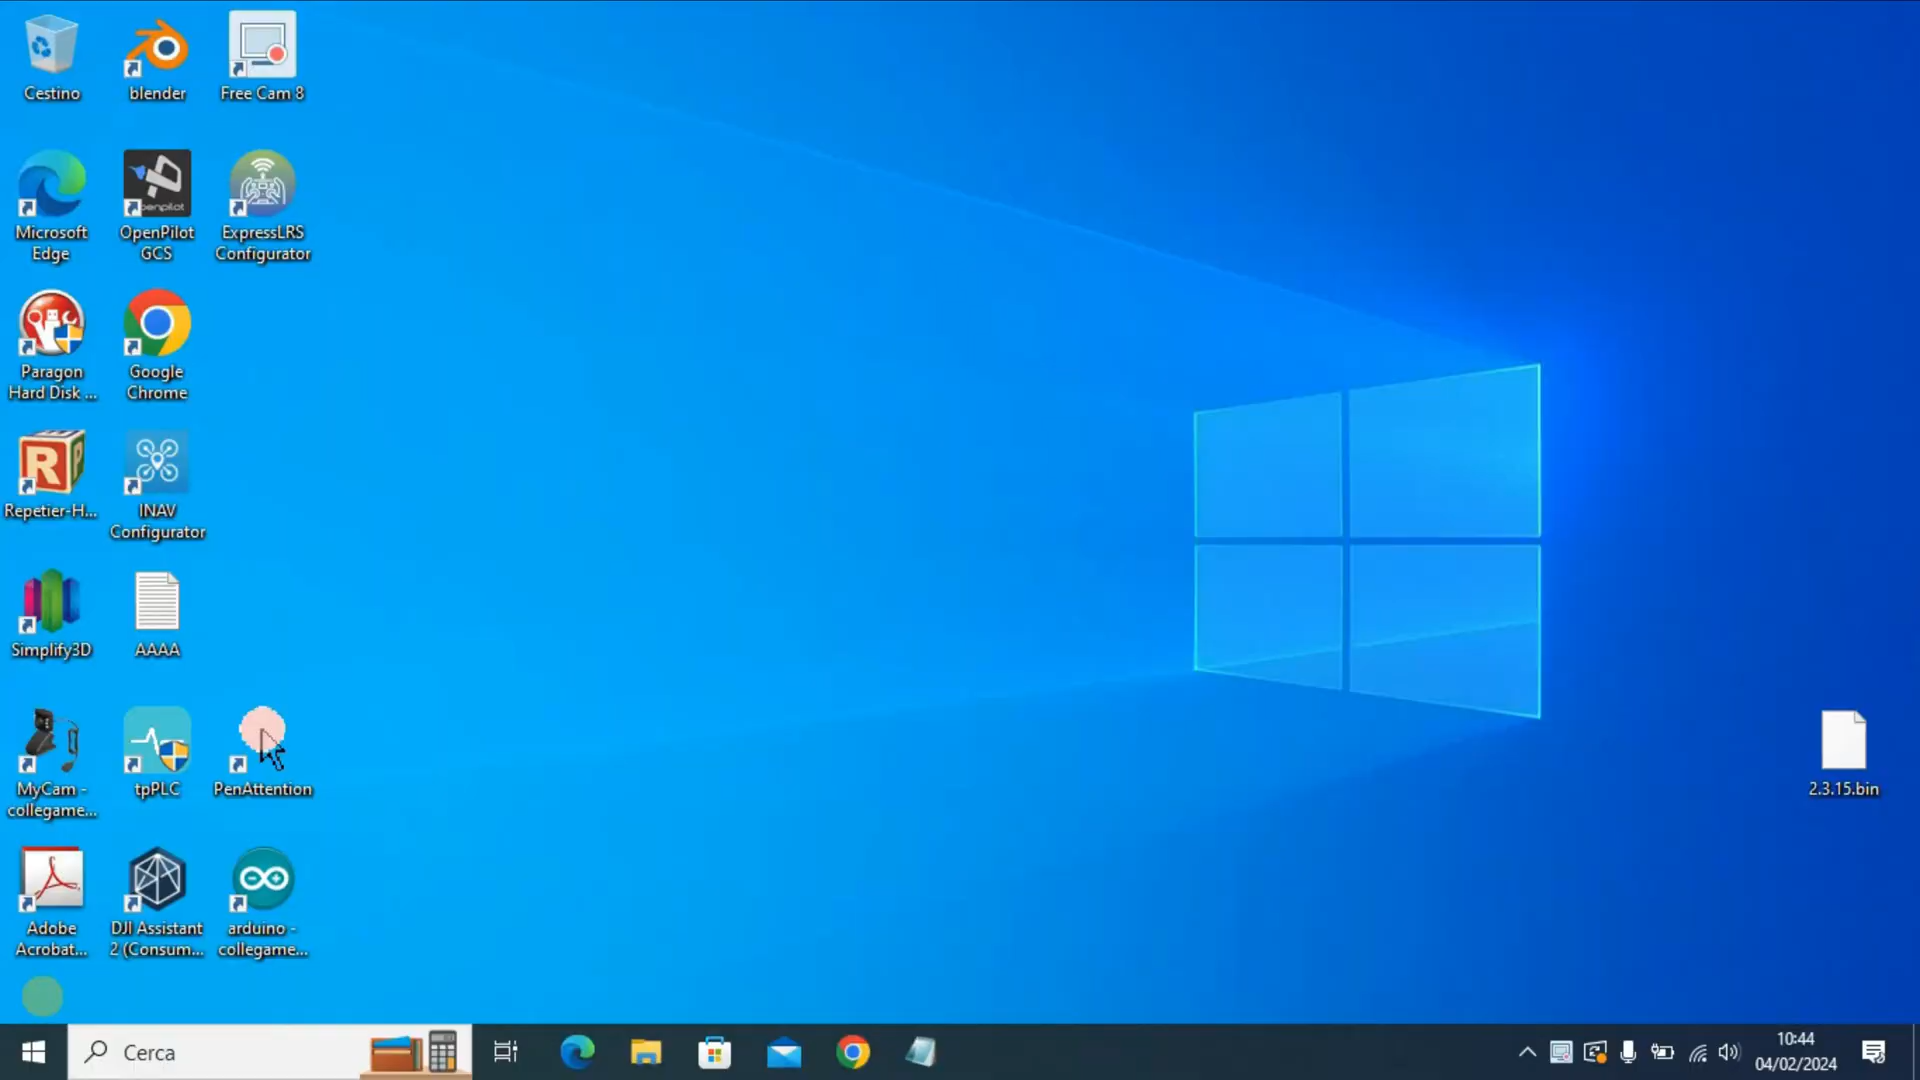 Cestino
blender
Free Cam 8
Microsoft
Edge
OpenPilot
GCS
ExpressLRS
Configurator
Paragon
Hard Disk ...
Google
Chrome
Repetier-H...
INAV
Configurator
Simplify3D
AAAA
MyCam -
collegame...
tpPLC
PenAttention
2.3.15.bin
Adobe
Acrobat...
DJI Assistant
2 (Consum...
arduino -
collegame...
Cerca
10:44
04/02/2024